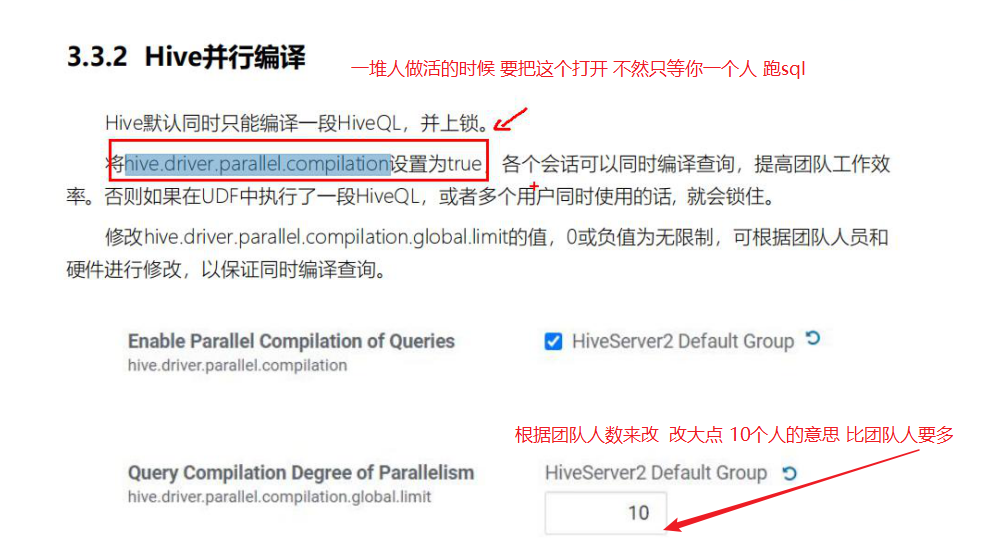 3.3.2 Hive并行编译
一堆人做活的时候 要把这个打开 不然只等你一个人 跑sql
Hive默认同时只能编译一段HiveQL，并上锁。
将hive.driver.parallel.compilation设置为true，各个会话可以同时编译查询，提高团队工作效
率。否则如果在UDF中执行了一段HiveQL，或者多个用户同时使用的话, 就会锁住。
修改hive.driver.parallel.compilation.global.limit的值，0或负值为无限制，可根据团队人员和
硬件进行修改，以保证同时编译查询。
Enable Parallel Compilation of Queries
HiveServer2 Default Group
hive.driver.parallel.compilation
根据团队人数来改 改大点 10个人的意思 比团队人要多
Query Compilation Degree of Parallelism
HiveServer2 Default Group
hive.driver.parallel.compilation.global.limit
10